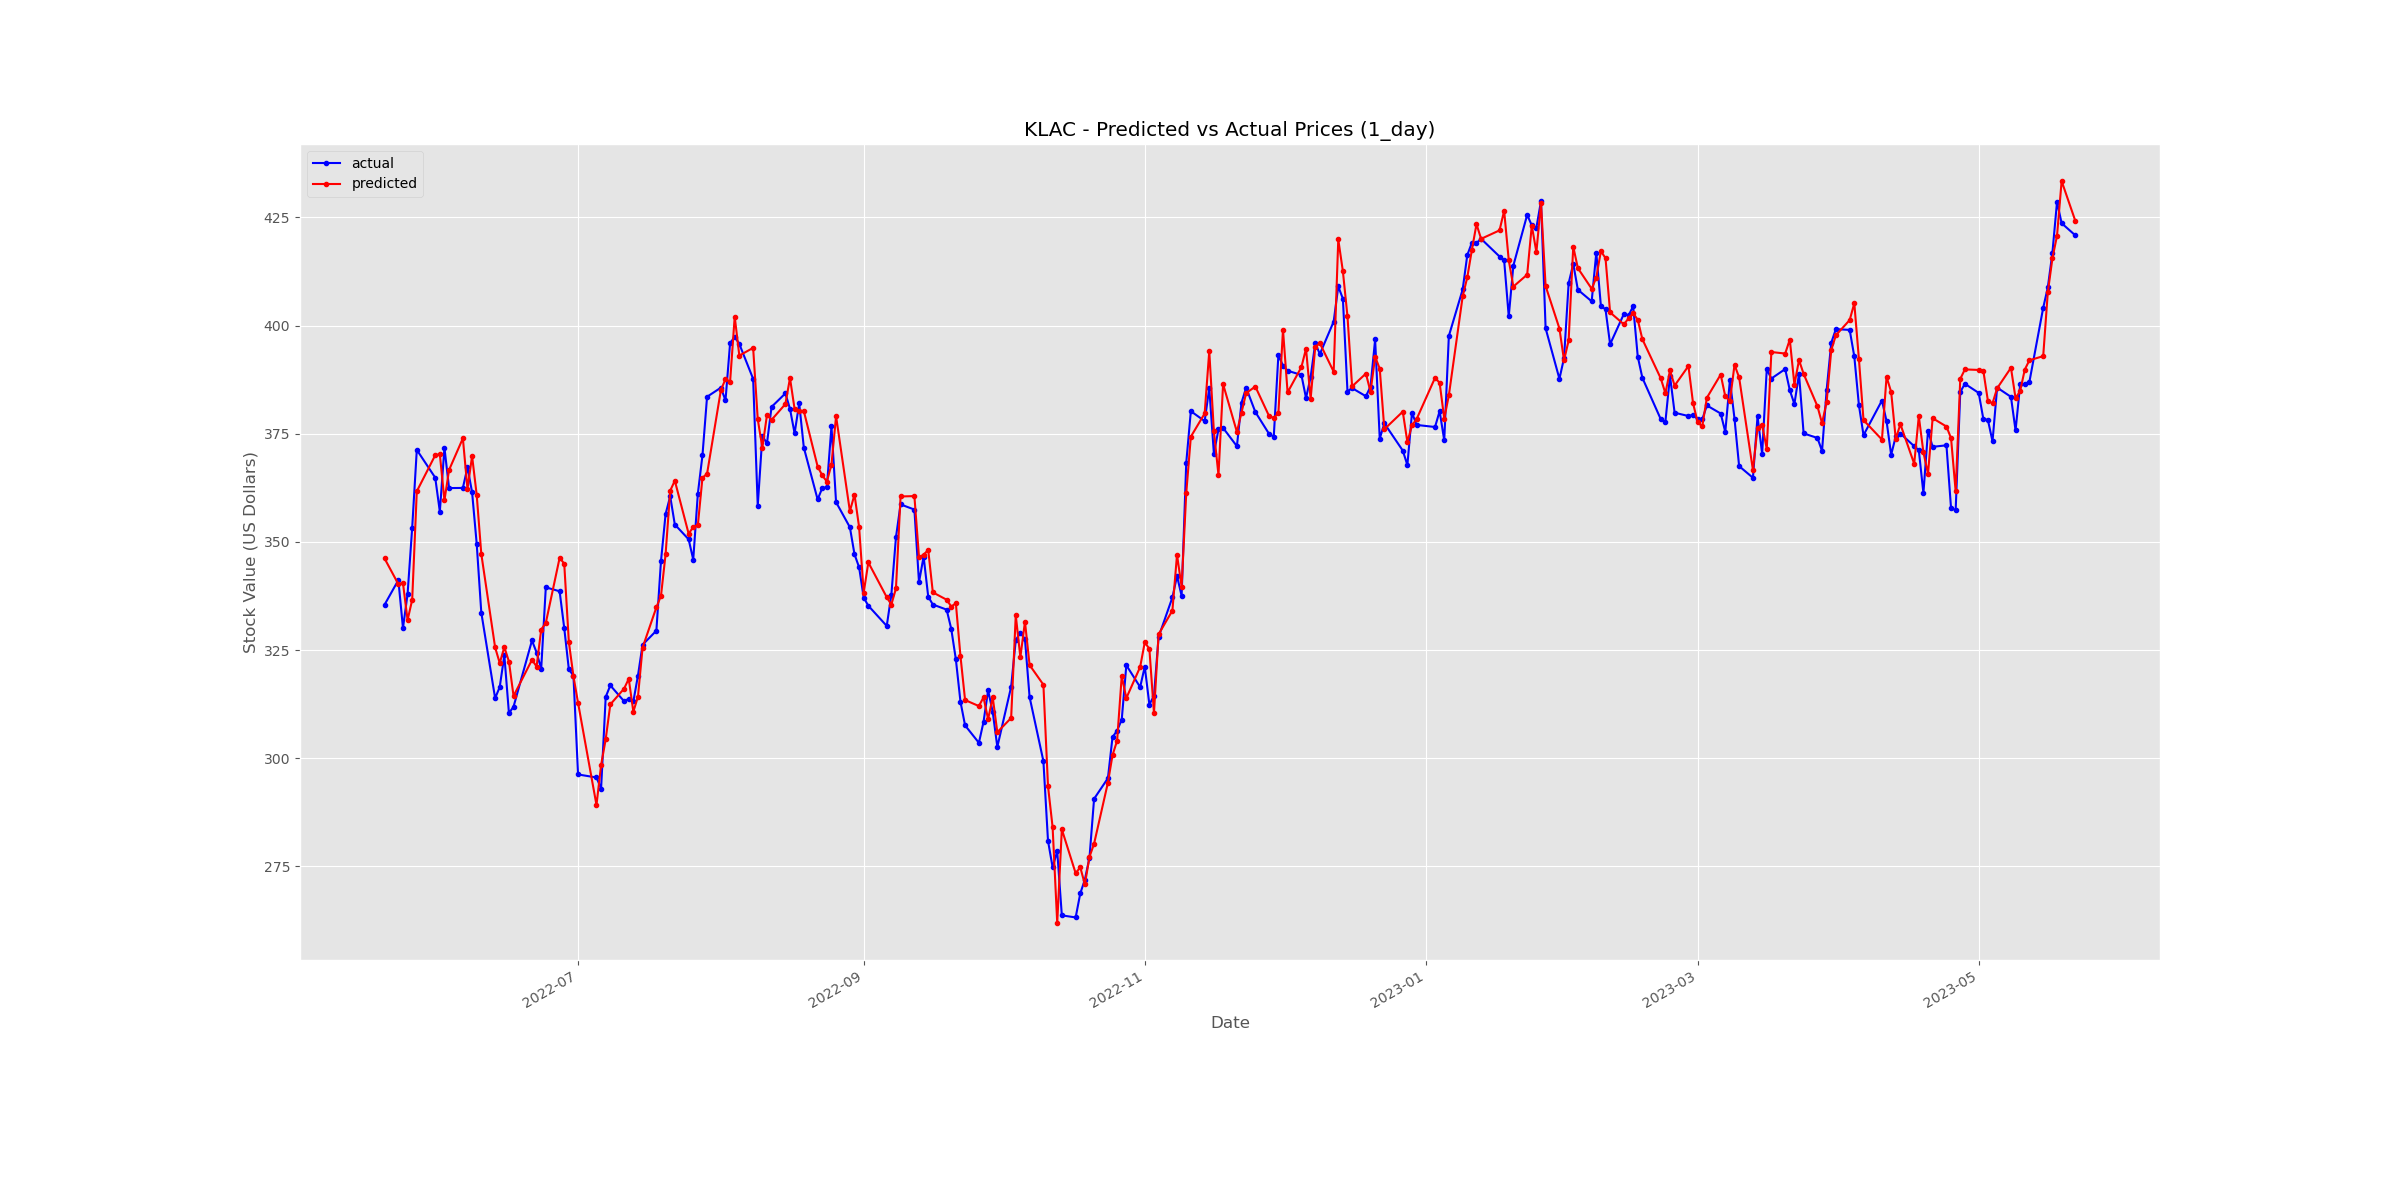 KLAC - Predicted vs Actual Prices (1_day)
actual
predicted
Stock Value (US Dollars)
425
400
375
350
325
300
275
2022-07
2022-09
2022-11
2023-01
2023-03
2023-05
Date